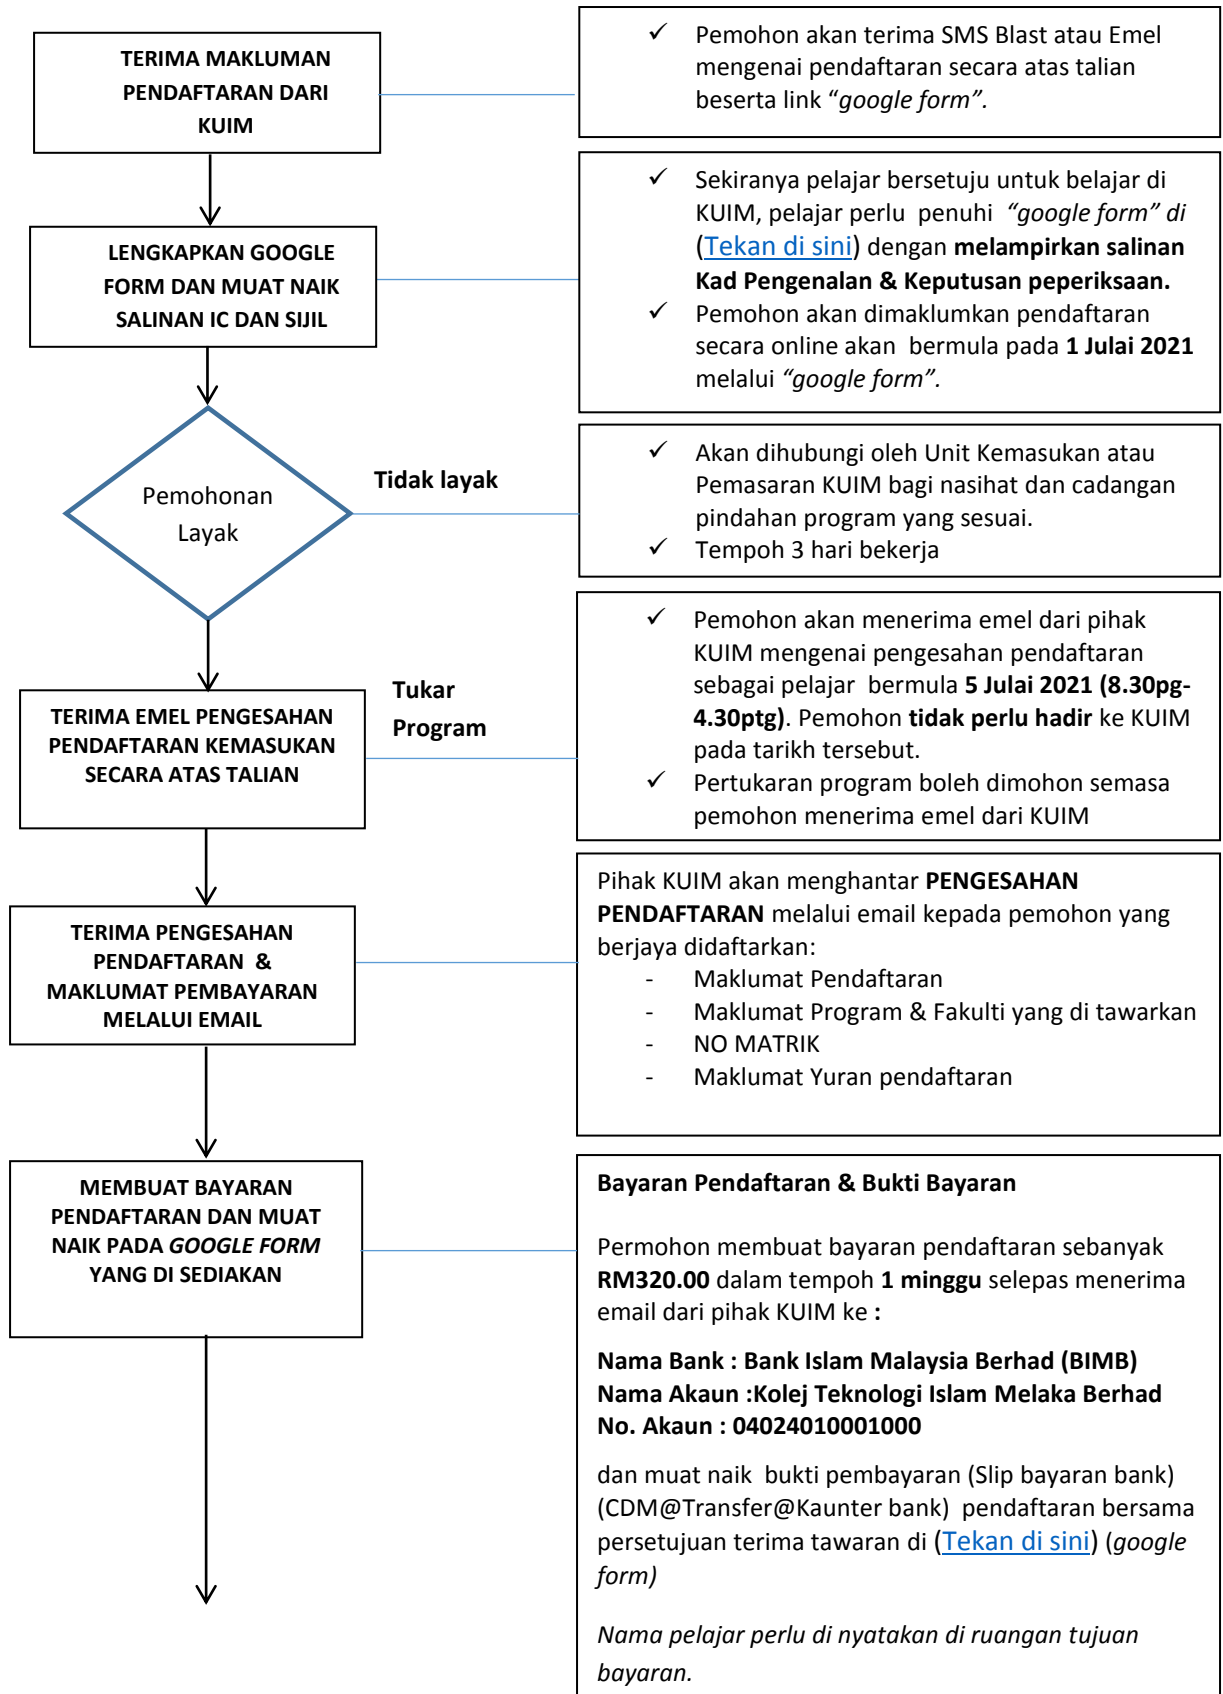 TERIMA MAKLUMAN
PENDAFTARAN DARI
KUIM
✓ Pemohon akan terima SMS Blast atau Emel
mengenai pendaftaran secara atas talian
beserta link “google form”.
LENGKAPKAN GOOGLE
FORM DAN MUAT NAIK
SALINAN IC DAN SIJIL
✓ Sekiranya pelajar bersetuju untuk belajar di
KUIM, pelajar perlu penuhi “google form” di
(Tekan di sini) dengan melampirkan salinan
Kad Pengenalan & Keputusan peperiksaan.
✓ Pemohon akan dimaklumkan pendaftaran
secara online akan bermula pada 1 Julai 2021
melalui “google form”.
Pemohonan
Layak
Tidak layak
✓ Akan dihubungi oleh Unit Kemasukan atau
Pemasaran KUIM bagi nasihat dan cadangan
pindahan program yang sesuai.
✓ Tempoh 3 hari bekerja
TERIMA EMEL PENGESAHAN
PENDAFTARAN KEMASUKAN
SECARA ATAS TALIAN
Tukar
Program
✓ Pemohon akan menerima emel dari pihak
KUIM mengenai pengesahan pendaftaran
sebagai pelajar bermula 5 Julai 2021 (8.30pg-
4.30ptg). Pemohon tidak perlu hadir ke KUIM
pada tarikh tersebut.
✓ Pertukaran program boleh dimohon semasa
pemohon menerima emel dari KUIM
TERIMA PENGESAHAN
PENDAFTARAN &
MAKLUMAT PEMBAYARAN
MELALUI EMAIL
Pihak KUIM akan menghantar PENGESAHAN
PENDAFTARAN melalui email kepada pemohon yang
berjaya didaftarkan:
- Maklumat Pendaftaran
- Maklumat Program & Fakulti yang di tawarkan
- NO MATRIK
- Maklumat Yuran pendaftaran
MEMBUAT BAYARAN
PENDAFTARAN DAN MUAT
NAIK PADA GOOGLE FORM
YANG DI SEDIAKAN
Bayaran Pendaftaran & Bukti Bayaran
Permohon membuat bayaran pendaftaran sebanyak
RM320.00 dalam tempoh 1 minggu selepas menerima
email dari pihak KUIM ke :
Nama Bank : Bank Islam Malaysia Berhad (BIMB)
Nama Akaun :Kolej Teknologi Islam Melaka Berhad
No. Akaun : 04024010001000
dan muat naik bukti pembayaran (Slip bayaran bank)
(CDM@Transfer@Kaunter bank) pendaftaran bersama
persetujuan terima tawaran di (Tekan di sini) (google
form)
Nama pelajar perlu di nyatakan di ruangan tujuan
bayaran.